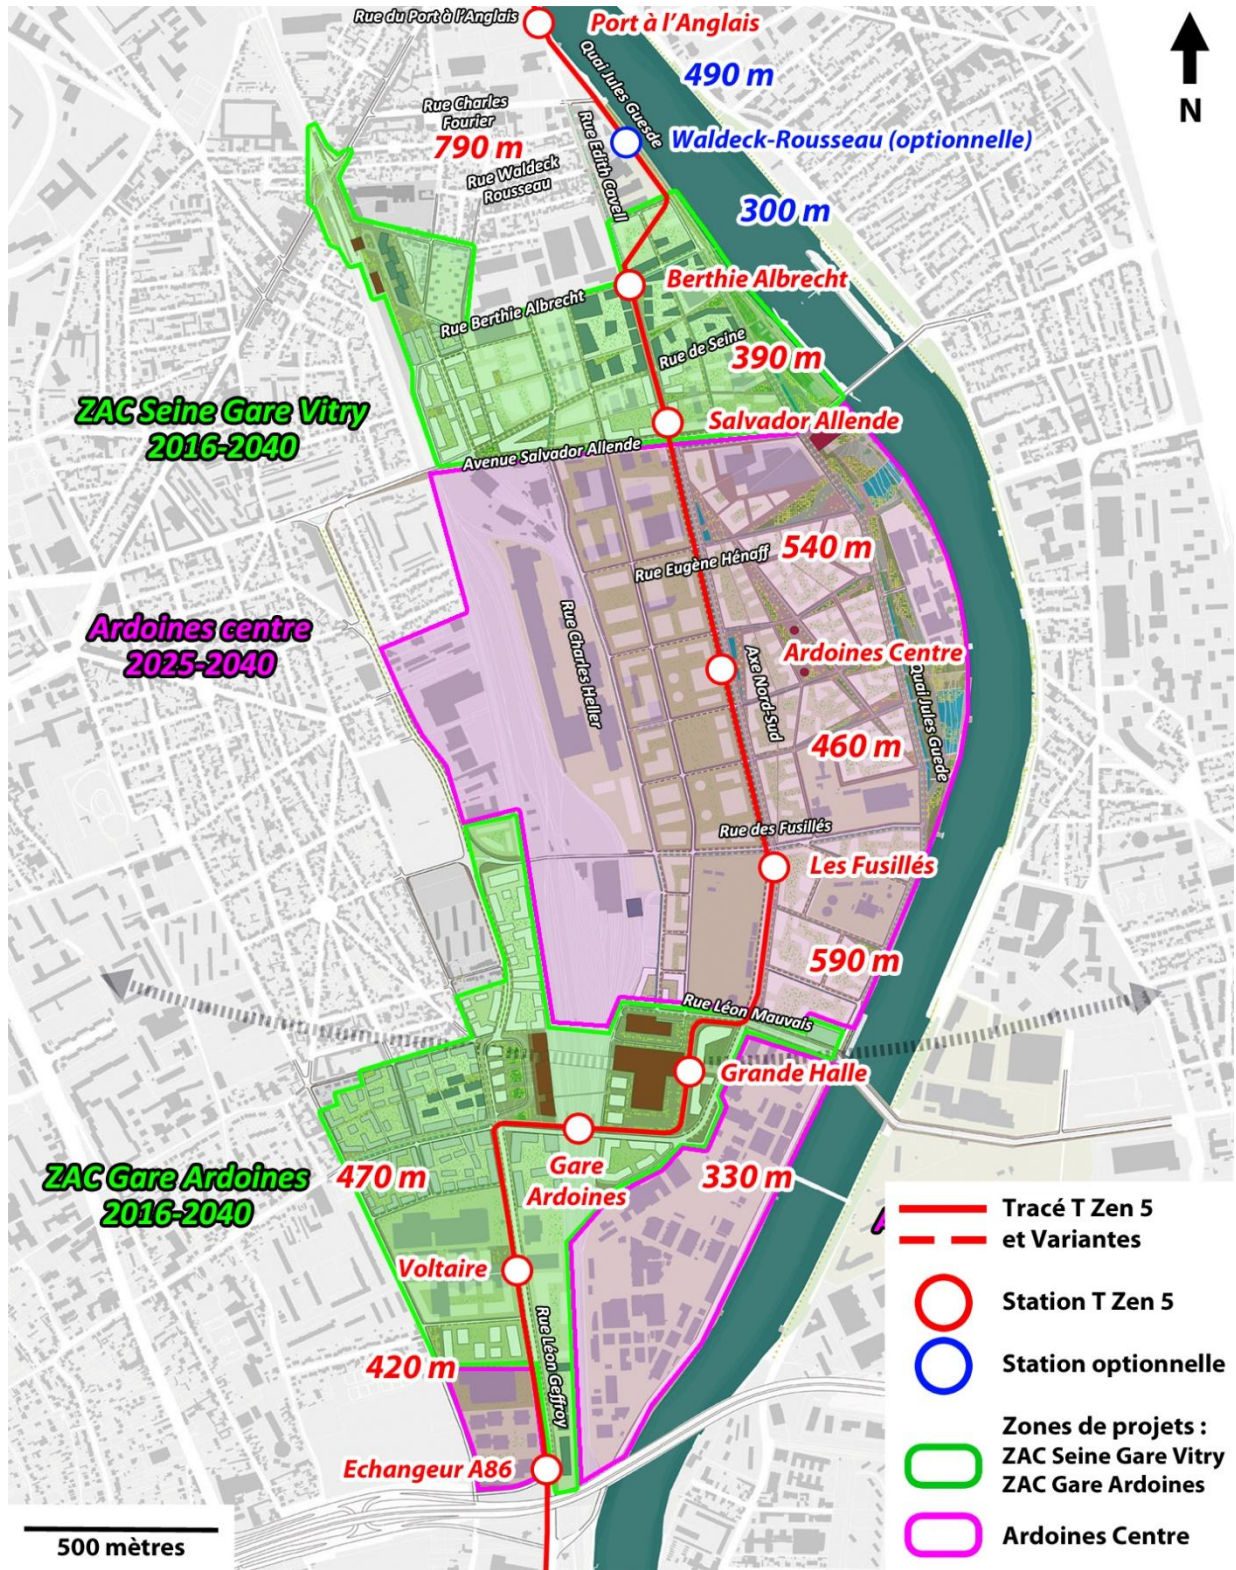 Rue du Port à l'Anglais
Port à l'Anglais
N
Quai Jules Guesde
490 m
Rue Charles
Fourier
790 m
Rue Edith Cavell
Waldeck-Rousseau (optionnelle)
Rue Waldeck
Rousseau
300 m
Berthie Albrecht
Rue Berthie Albrecht
Rue de Seine
390 m
ZAC Seine Gare Vitry
2016-2040
Salvador Allende
Avenue Salvador Allende
540 m
Rue Eugène Hénaff
Ardoines centre
2025-2040
Rue Charles Heller
Axe Nord-Sud
Ardoines Centre
Quai Jules Guede
460 m
Rue des Fusillés
Les Fusillés
590 m
Rue Léon Mauvais
Grande Halle
Gare
Ardoines
470 m
330 m
ZAC Gare Ardoines
2016-2040
Voltaire
Rue Léon Geffroy
420 m
Echangeur A86
500 mètres
Tracé T Zen 5
et Variantes
Station T Zen 5
Station optionnelle
Zones de projets :
ZAC Seine Gare Vitry
ZAC Gare Ardoines
Ardoines Centre